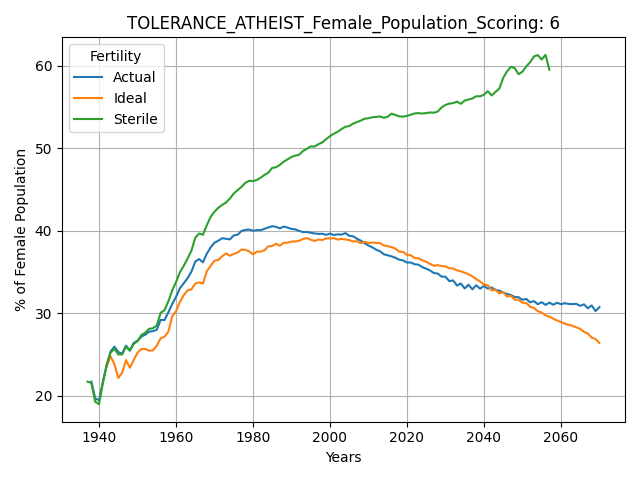 TOLERANCE_ATHEIST_Female_Population_Scoring: 6
Fertility
Actual
Ideal
Sterile
% of Female Population
60
50
40
30
20
1940 1960 1980 2000 2020 2040 2060
Years